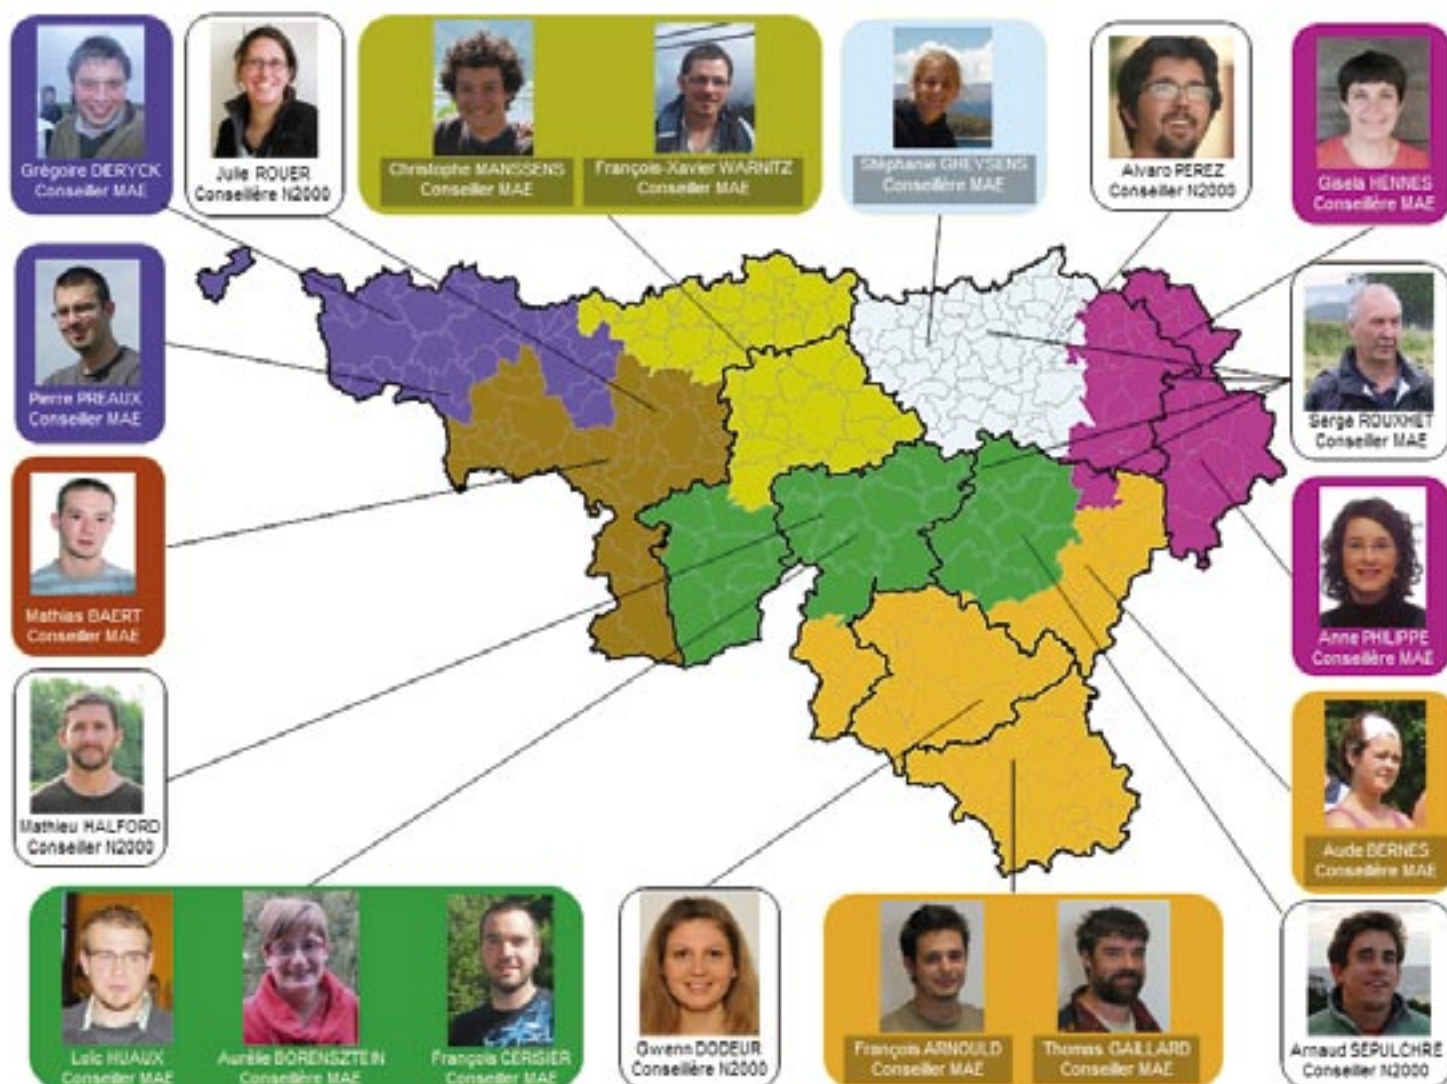 Grégoire DIERYCK
Conseiller MAE
Julie ROUER
Conseillère N2000
Christophe MANSSENS
Conseiller MAE
François-Xavier WARNITZ
Conseiller MAE
Stéphanie GHEYSENS
Conseillère MAE
Alvaro PEREZ
Conseiller N2000
Gisela HENNES
Conseillère MAE
Pierre PREAUX
Conseiller MAE
Serge ROUXHET
Conseiller MAE
Mathias BAERT
Conseiller MAE
Anne PHILIPPE
Conseillère MAE
Mathieu HALFORD
Conseiller N2000
Aude BERNES
Conseillère MAE
Loïc HUAUX
Conseiller MAE
Aurélie BORENSZTEIN
Conseillère MAE
François CERISIER
Conseiller MAE
Gwenn DODEUR
Conseillère N2000
François ARNOULD
Conseiller MAE
Thomas GAILLARD
Conseiller MAE
Arnaud SEPULCHRE
Conseiller N2000